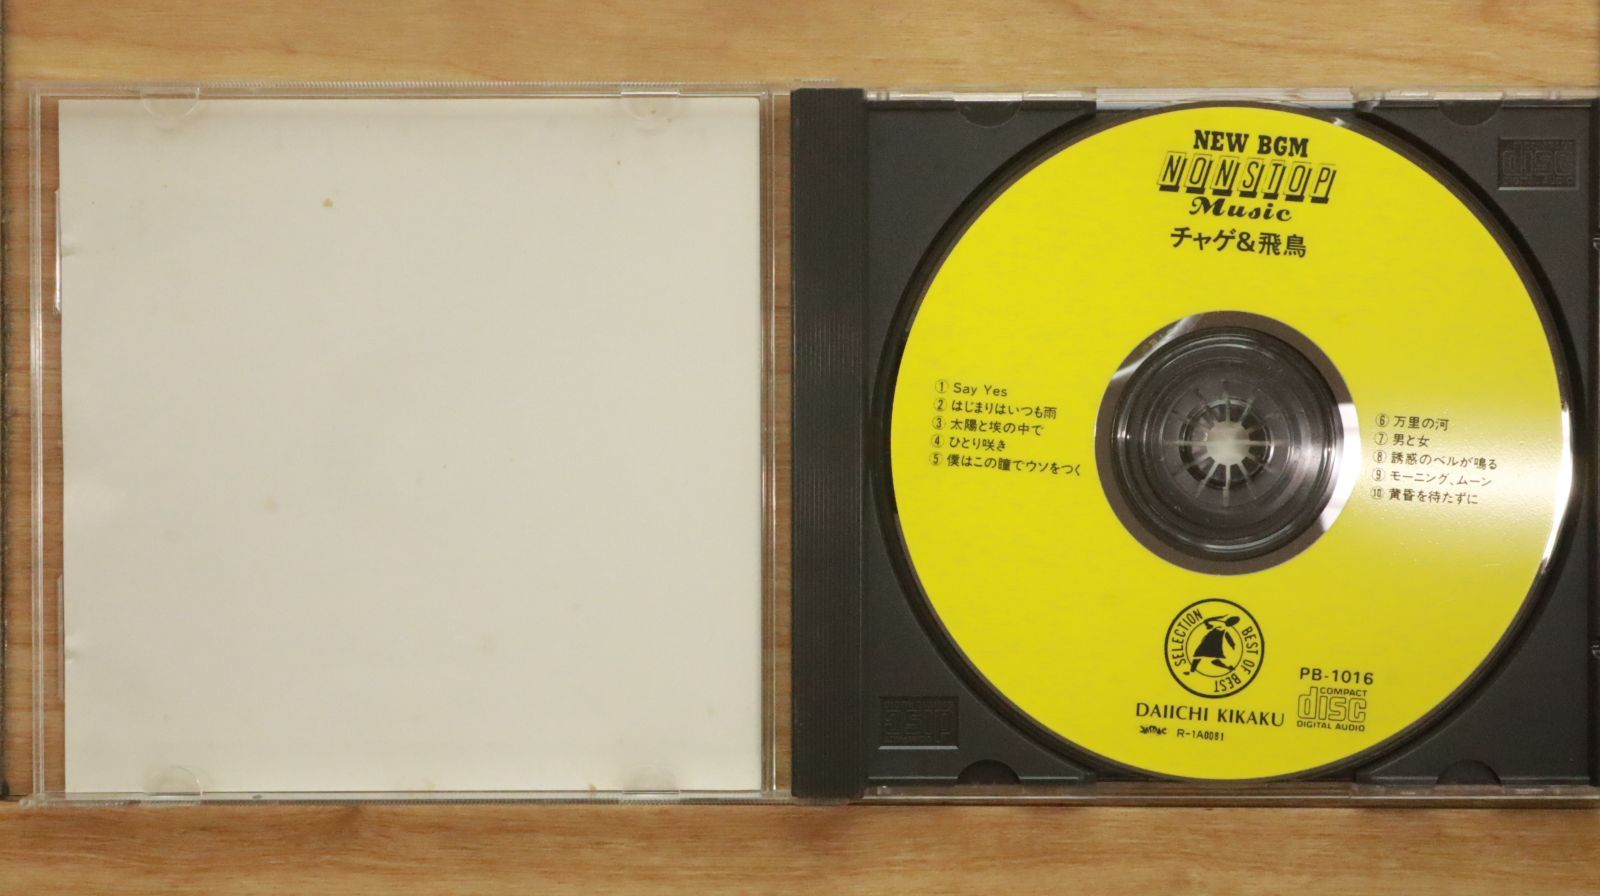 NEW BGM
NONSTOP
Music
チャゲ&飛鳥
① Say Yes
② はじまりはいつも雨
③ 太陽と埃の中で
④ ひとり咲き
⑤ 僕はこの瞳でウソをつく
⑥ 万里の河
⑦ 男と女
⑧ 誘惑のベルが鳴る
⑨ モーニング、ムーン
⑩ 黄昏を待たずに
SELECTION BEST OF BEST
DAIICHI KIKAKU
R-1A0081
PB-1016
COMPACT
disc
DIGITAL AUDIO